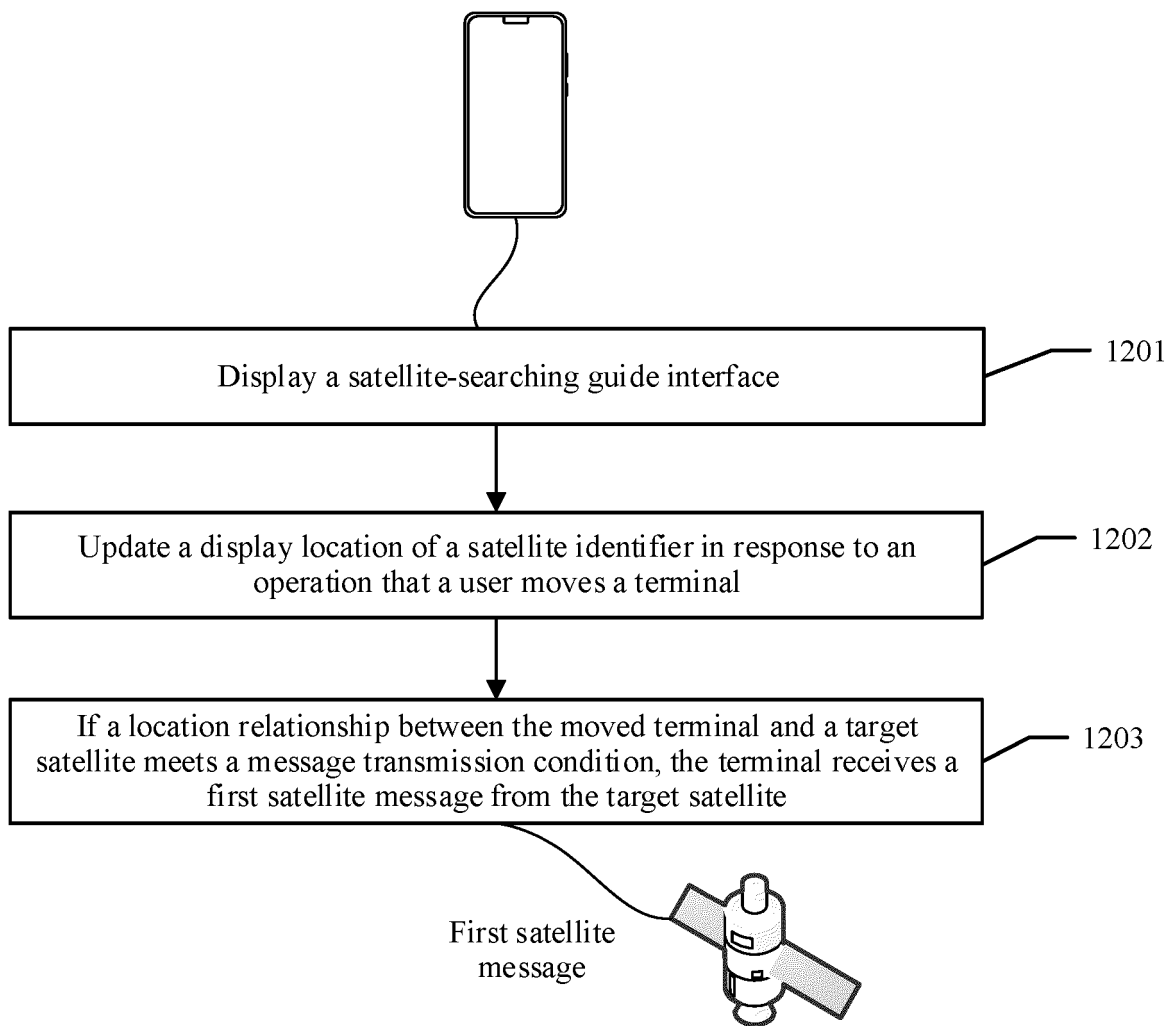 Display a satellite-searching guide interface
1201
Update a display location of a satellite identifier in response to an
operation that a user moves a terminal
1202
If a location relationship between the moved terminal and a target
satellite meets a message transmission condition, the terminal receives a
first satellite message from the target satellite
1203
First satellite
message